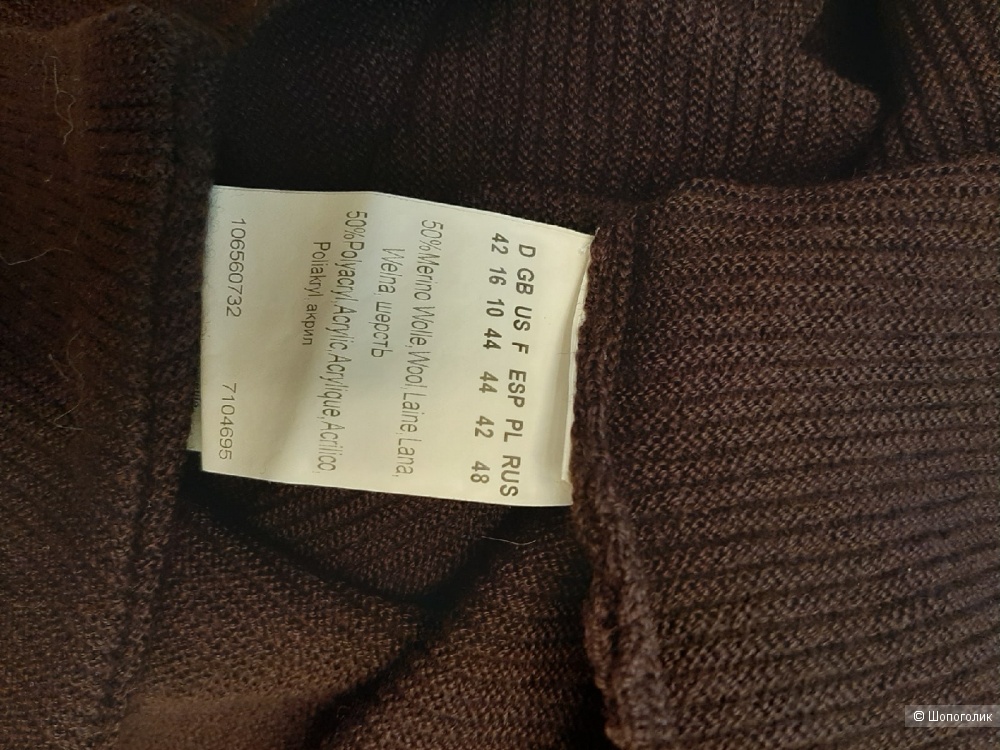 D GB US F ESP PL RUS
42 16 10 44 44 42 48
50%Merino Wolle,Wool,Laine,Lana,
Welna, шерсть
50%Polyacryl,Acrylic,Acrylique,Acrilico,
Poliakryl, акрил
106560732 7104695
© Шопоголик